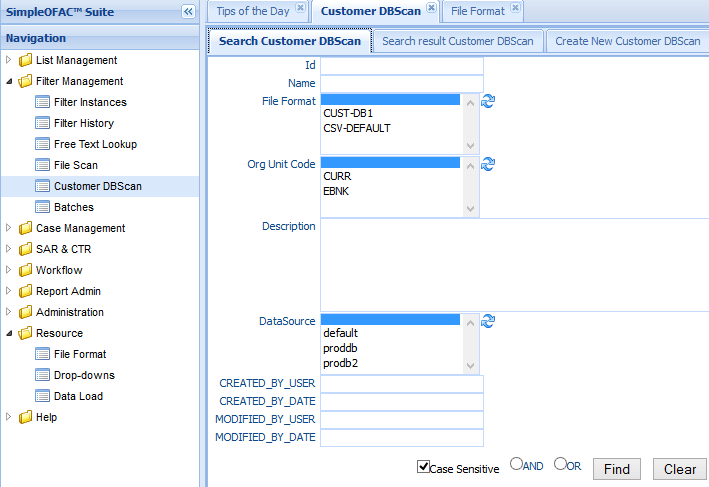 SimpleOFAC™ Suite
Navigation
List Management
Filter Management
Filter Instances
Filter History
Free Text Lookup
File Scan
Customer DBScan
Batches
Case Management
SAR & CTR
Workflow
Report Admin
Administration
Resource
File Format
Drop-downs
Data Load
Help
Tips of the Day
Customer DBScan
File Format
Search Customer DBScan
Search result Customer DBScan
Create New Customer DBScan
Id
Name
File Format
CUST-DB1
CSV-DEFAULT
Org Unit Code
CURR
EBNK
Description
DataSource
default
proddb
prodb2
CREATED_BY_USER
CREATED_BY_DATE
MODIFIED_BY_USER
MODIFIED_BY_DATE
Case Sensitive AND OR Find Clear